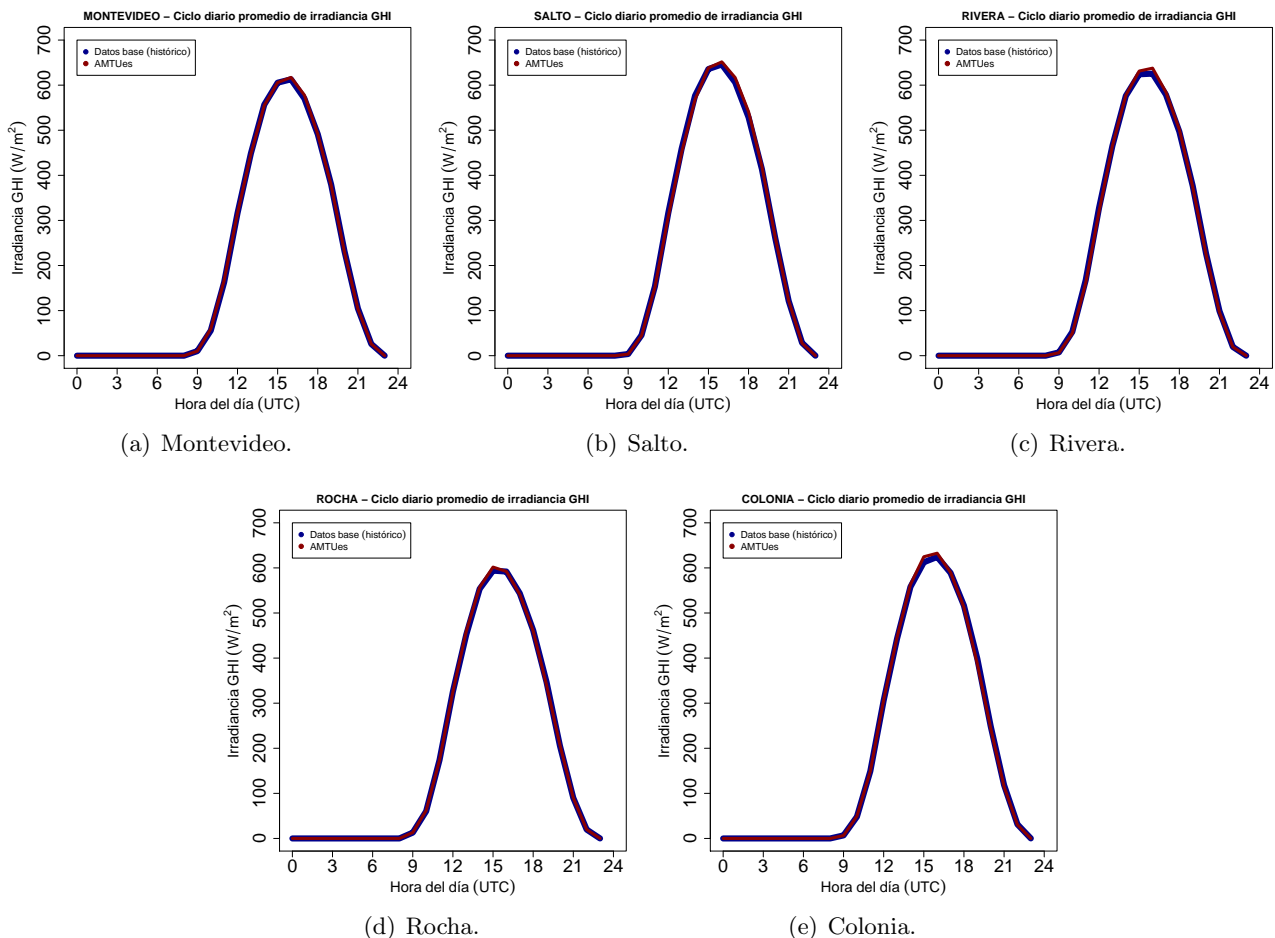 MONTEVIDEO – Ciclo diario promedio de irradiancia GHI
Datos base (histórico)
AMTUes
Irradiancia GHI (W/m²)
700
600
500
400
300
200
100
0
0 3 6 9 12 15 18 21 24
Hora del día (UTC)
(a) Montevideo.
SALTO – Ciclo diario promedio de irradiancia GHI
Datos base (histórico)
AMTUes
Irradiancia GHI (W/m²)
700
600
500
400
300
200
100
0
0 3 6 9 12 15 18 21 24
Hora del día (UTC)
(b) Salto.
RIVERA – Ciclo diario promedio de irradiancia GHI
Datos base (histórico)
AMTUes
Irradiancia GHI (W/m²)
700
600
500
400
300
200
100
0
0 3 6 9 12 15 18 21 24
Hora del día (UTC)
(c) Rivera.
ROCHA – Ciclo diario promedio de irradiancia GHI
Datos base (histórico)
AMTUes
Irradiancia GHI (W/m²)
700
600
500
400
300
200
100
0
0 3 6 9 12 15 18 21 24
Hora del día (UTC)
(d) Rocha.
COLONIA – Ciclo diario promedio de irradiancia GHI
Datos base (histórico)
AMTUes
Irradiancia GHI (W/m²)
700
600
500
400
300
200
100
0
0 3 6 9 12 15 18 21 24
Hora del día (UTC)
(e) Colonia.